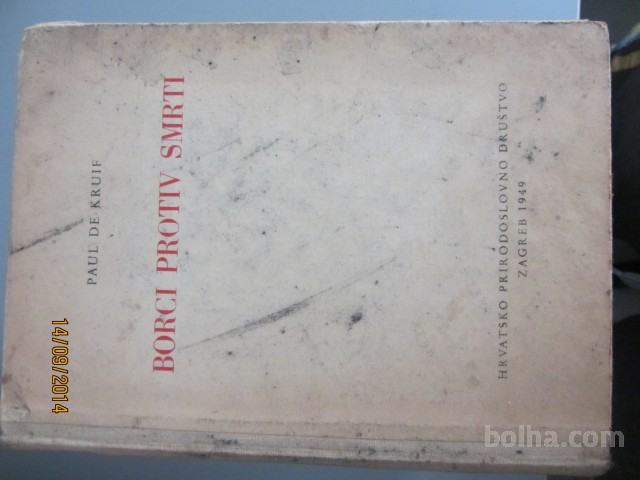 PAUL DE KRUIF
BORCI PROTIV SMRTI
HRVATSKO PRIRODOSLOVNO DRUŠTVO
ZAGREB 1949
14/09/2014
bolha.com